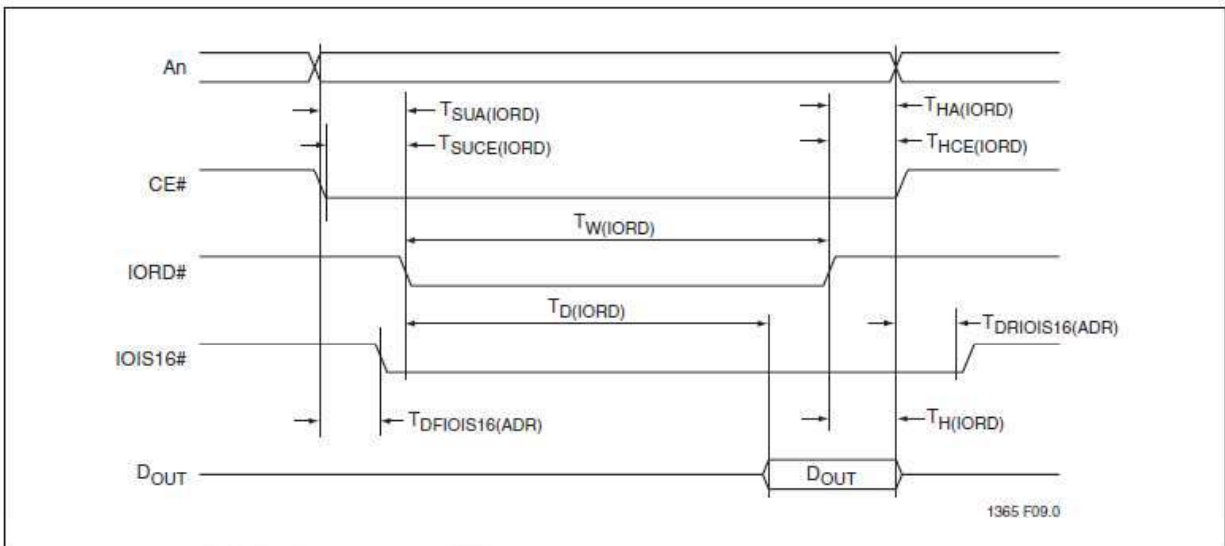 An
T_SUA(IORD)
T_HA(IORD)
T_SUCE(IORD)
T_HCE(IORD)
CE#
T_W(IORD)
IORD#
T_D(IORD)
T_DRIOIS16(ADR)
IOIS16#
T_DFIOIS16(ADR)
T_H(IORD)
D_OUT
D_OUT
1365 F09.0